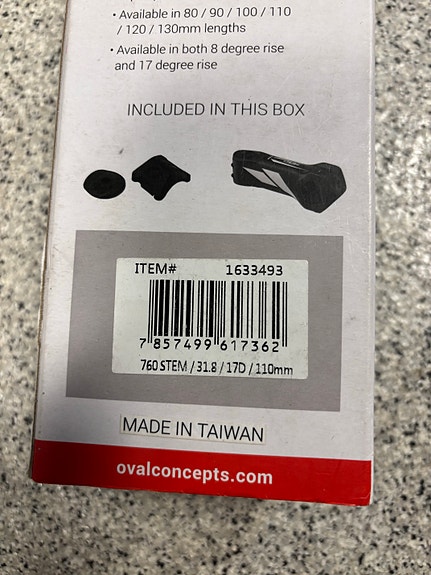 • Available in 80 / 90 / 100 / 110
/ 120 / 130mm lengths
• Available in both 8 degree rise
and 17 degree rise
INCLUDED IN THIS BOX
ITEM# 1633493
7 857499 617362
760 STEM / 31.8 / 17D / 110mm
MADE IN TAIWAN
ovalconcepts.com